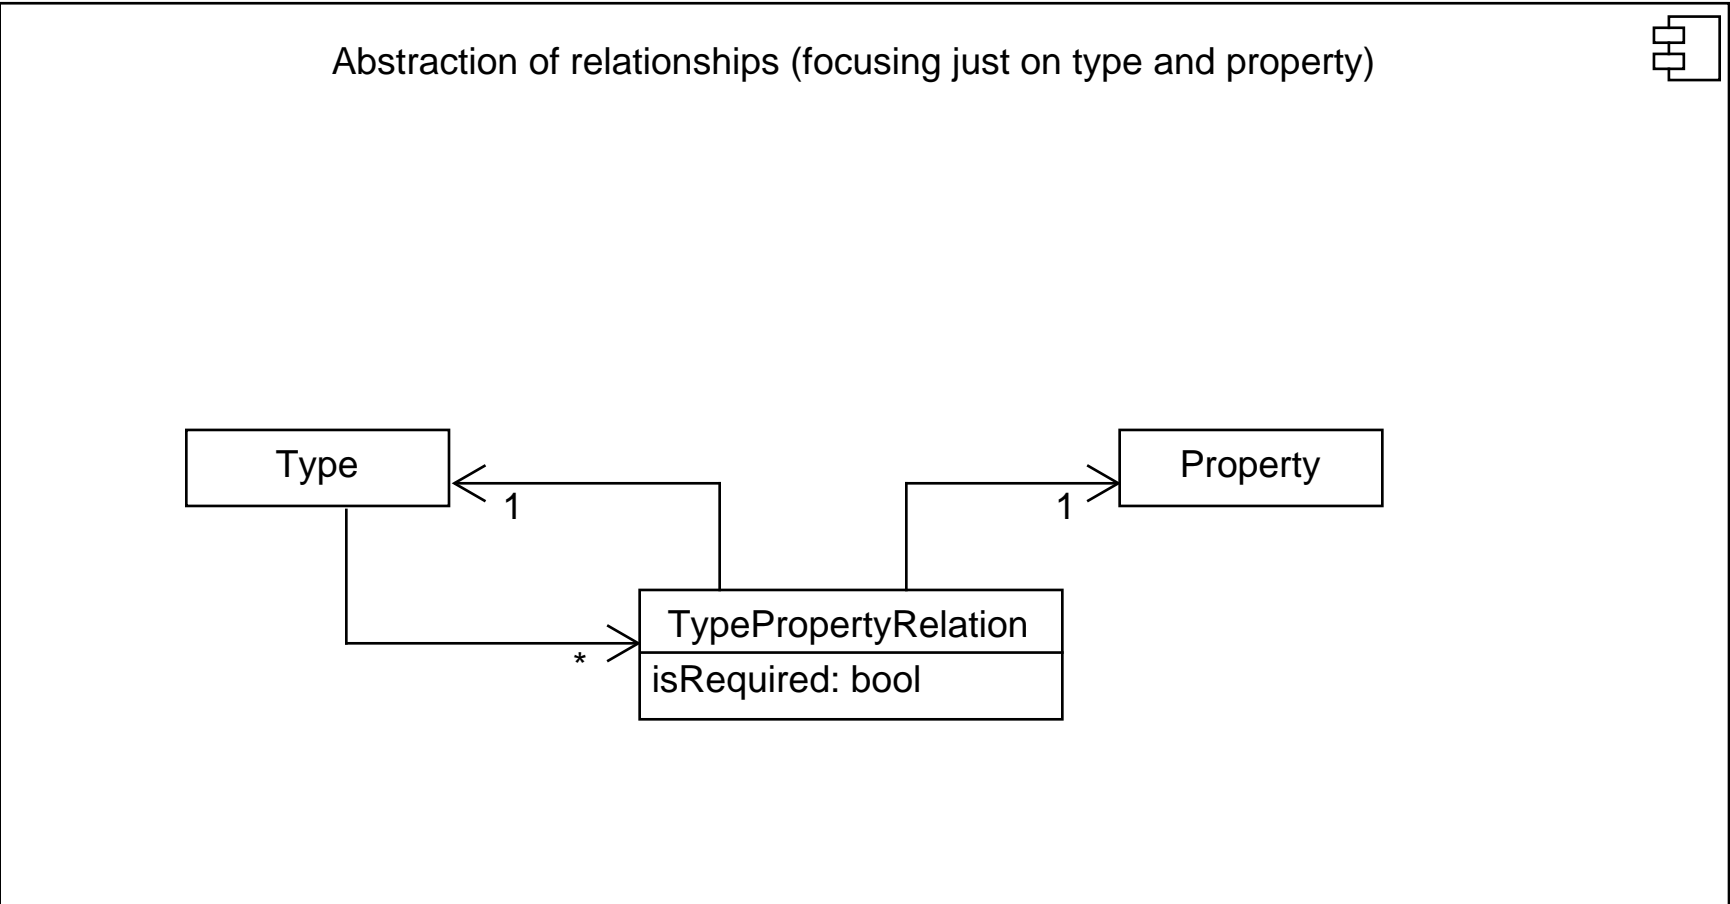 Abstraction of relationships (focusing just on type and property)
Type
Property
1
1
TypePropertyRelation
*
isRequired: bool